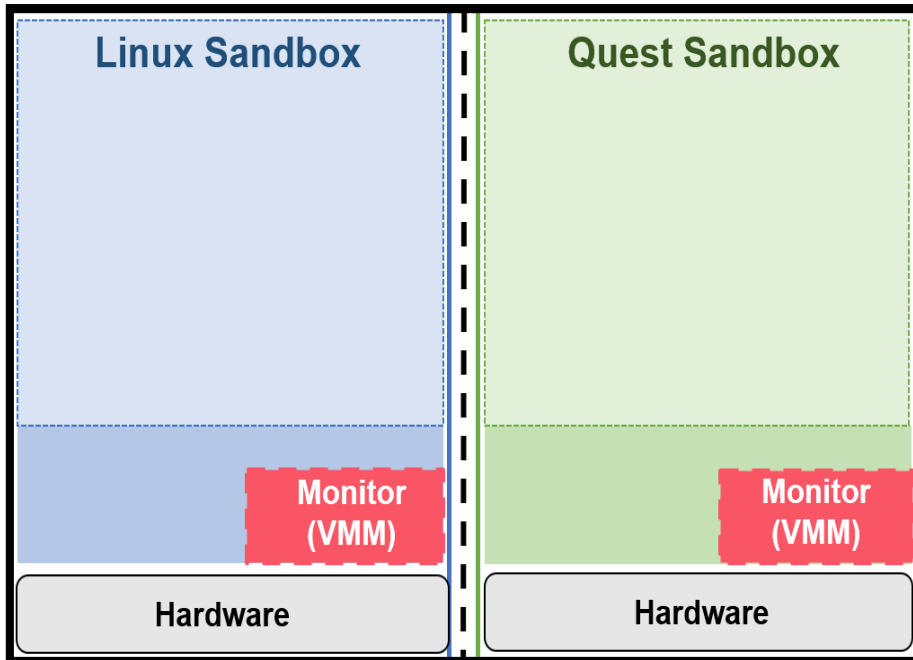 Linux Sandbox
Quest Sandbox
Monitor
(VMM)
Monitor
(VMM)
Hardware
Hardware